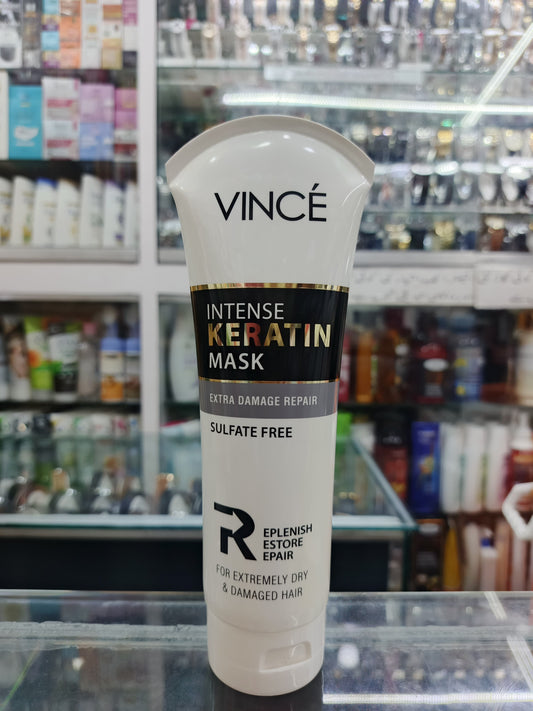 VINCÉ
INTENSE
KERATIN
MASK
EXTRA DAMAGE REPAIR
SULFATE FREE
R EPLENISH
ESTORE
EPAIR
FOR EXTREMELY DRY
& DAMAGED HAIR